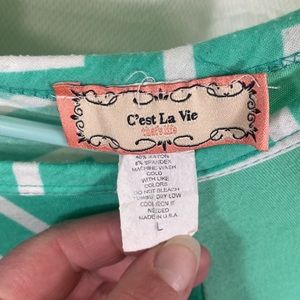 C'est La Vie
that's life
40% RAYON
5% SPANDEX
MACHINE WASH
COLD
WITH LIKE
COLORS
DO NOT BLEACH
TUMBLE DRY LOW
COOL IRON IF
NEEDED
MADE IN U.S.A
L